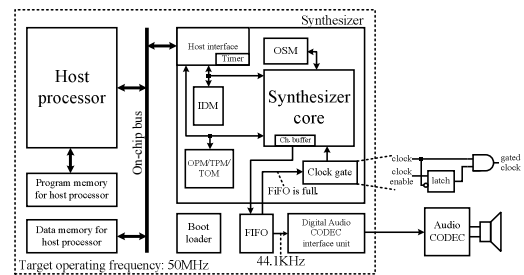 Synthesizer
Host interface
Timer
OSM
Host
processor
IDM
Synthesizer
core
On-chip bus
Ch. buffer
OPM/TPM/
TOM
Clock gate
clock
gated
clock
clock
enable
latch
FiFO is full.
Program memory
for host processor
Data memory for
host processor
Boot
loader
FIFO
Digital Audio
CODEC
interface unit
Audio
CODEC
Target operating frequency: 50MHz
44.1KHz